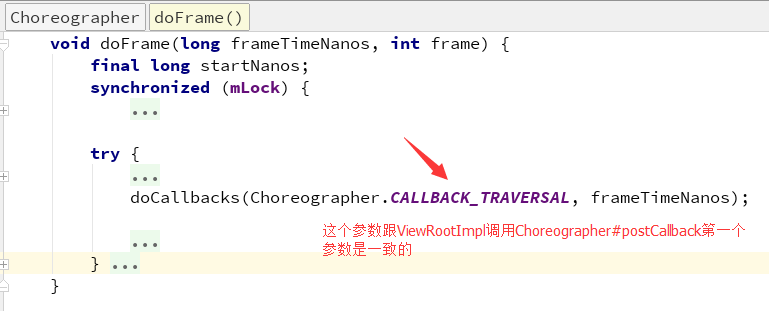 Choreographer doFrame()
void doFrame(long frameTimeNanos, int frame) {
final long startNanos;
synchronized (mLock) {
...
try {
...
doCallbacks(Choreographer.CALLBACK_TRAVERSAL, frameTimeNanos);
这个参数跟ViewRootImpl调用Choreographer#postCallback第一个
...
参数是一致的
} ...
}